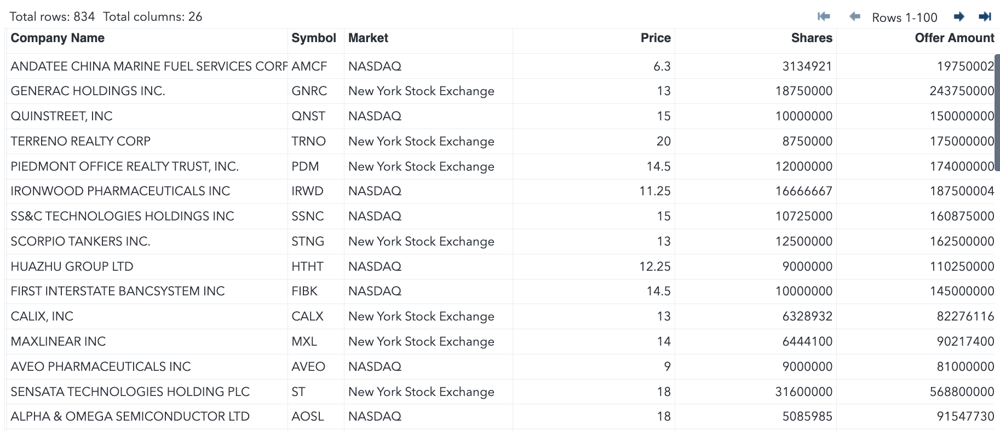 Total rows: 834 Total columns: 26 Rows 1-100
Company Name Symbol Market Price Shares Offer Amount
ANDATEE CHINA MARINE FUEL SERVICES CORP AMCF NASDAQ 6.3 3134921 19750002
GENERAC HOLDINGS INC. GNRC New York Stock Exchange 13 18750000 243750000
QUINSTREET, INC QNST NASDAQ 15 10000000 150000000
TERRENO REALTY CORP TRNO New York Stock Exchange 20 8750000 175000000
PIEDMONT OFFICE REALTY TRUST, INC. PDM New York Stock Exchange 14.5 12000000 174000000
IRONWOOD PHARMACEUTICALS INC IRWD NASDAQ 11.25 16666667 187500004
SS&C TECHNOLOGIES HOLDINGS INC SSNC NASDAQ 15 10725000 160875000
SCORPIO TANKERS INC. STNG New York Stock Exchange 13 12500000 162500000
HUAZHU GROUP LTD HTHT NASDAQ 12.25 9000000 110250000
FIRST INTERSTATE BANCSYSTEM INC FIBK NASDAQ 14.5 10000000 145000000
CALIX, INC CALX New York Stock Exchange 13 6328932 82276116
MAXLINEAR INC MXL New York Stock Exchange 14 6444100 90217400
AVEO PHARMACEUTICALS INC AVEO NASDAQ 9 9000000 81000000
SENSATA TECHNOLOGIES HOLDING PLC ST New York Stock Exchange 18 31600000 568800000
ALPHA & OMEGA SEMICONDUCTOR LTD AOSL NASDAQ 18 5085985 91547730